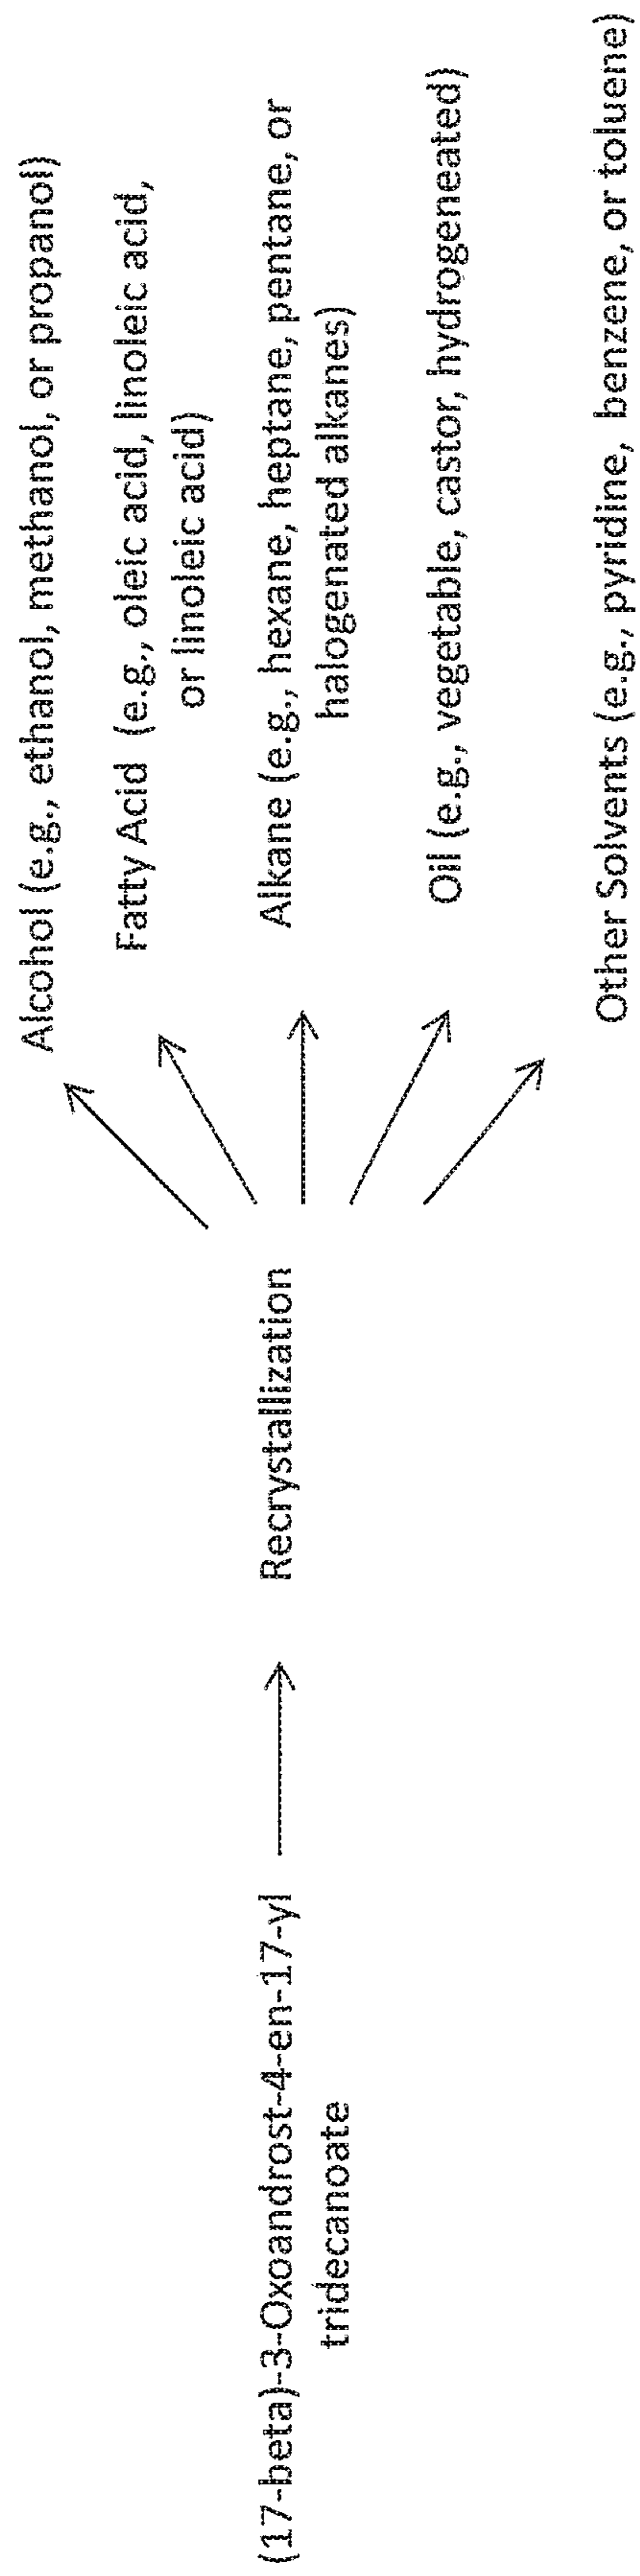 (17-beta)-3-Oxoandrost-4-en-17-yl
tridecanoate
Recrystallization
Alcohol (e.g., ethanol, methanol, or propanol)
Fatty Acid (e.g., oleic acid, linoleic acid,
or linoleic acid)
Alkane (e.g., hexane, heptane, pentane, or
halogenated alkanes)
Oil (e.g., vegetable, castor, hydrogeneated)
Other Solvents (e.g., pyridine, benzene, or toluene)